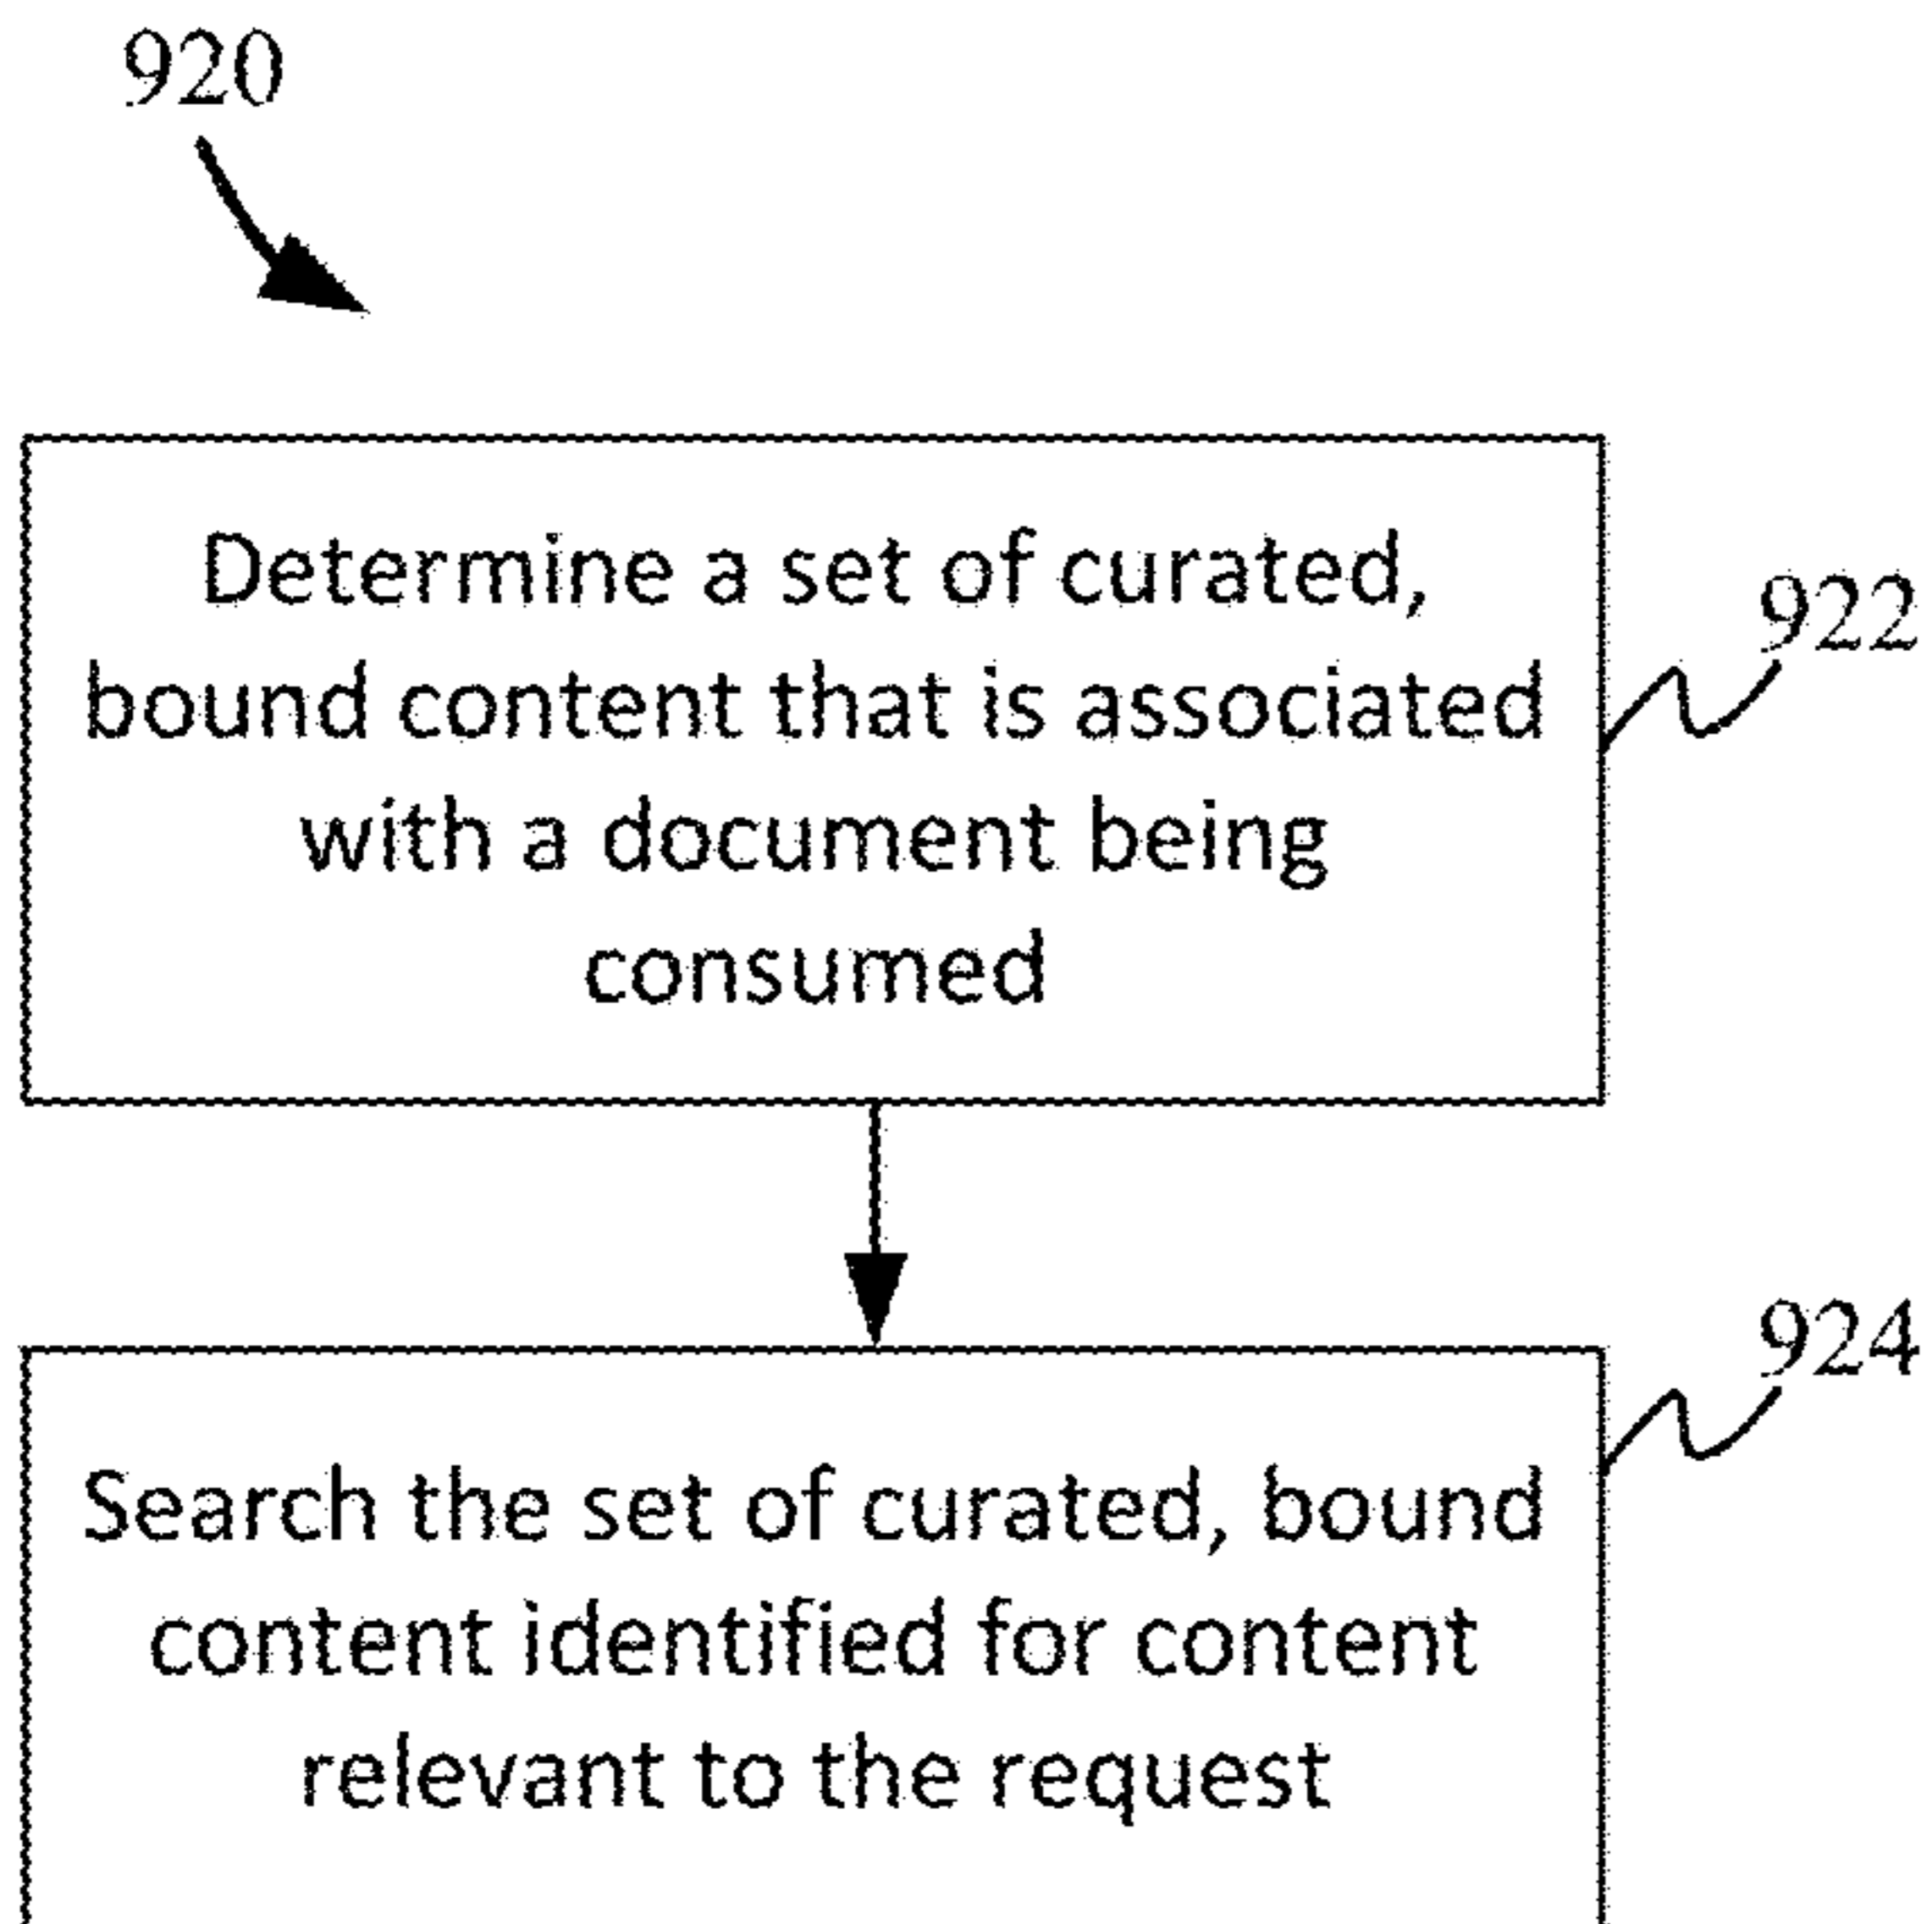 920
Determine a set of curated,
bound content that is associated
with a document being
consumed
922
924
Search the set of curated, bound
content identified for content
relevant to the request